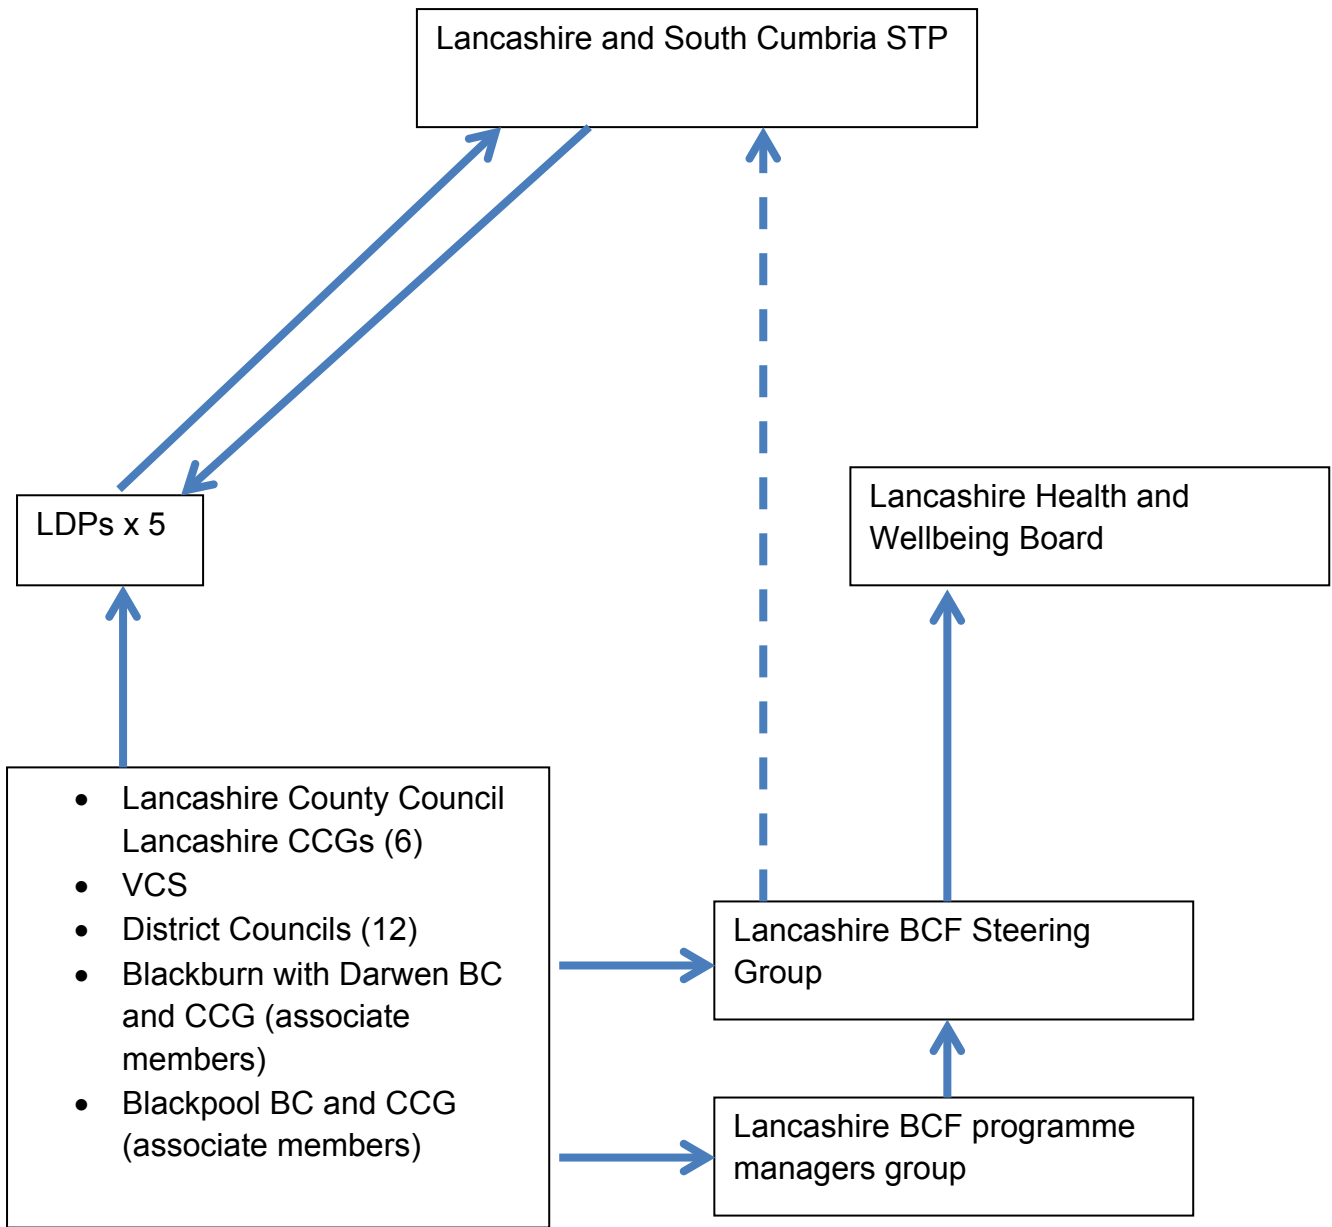 Lancashire and South Cumbria STP
LDPs x 5
Lancashire Health and
Wellbeing Board
• Lancashire County Council
Lancashire CCGs (6)
• VCS
• District Councils (12)
• Blackburn with Darwen BC
and CCG (associate
members)
• Blackpool BC and CCG
(associate members)
Lancashire BCF Steering
Group
Lancashire BCF programme
managers group